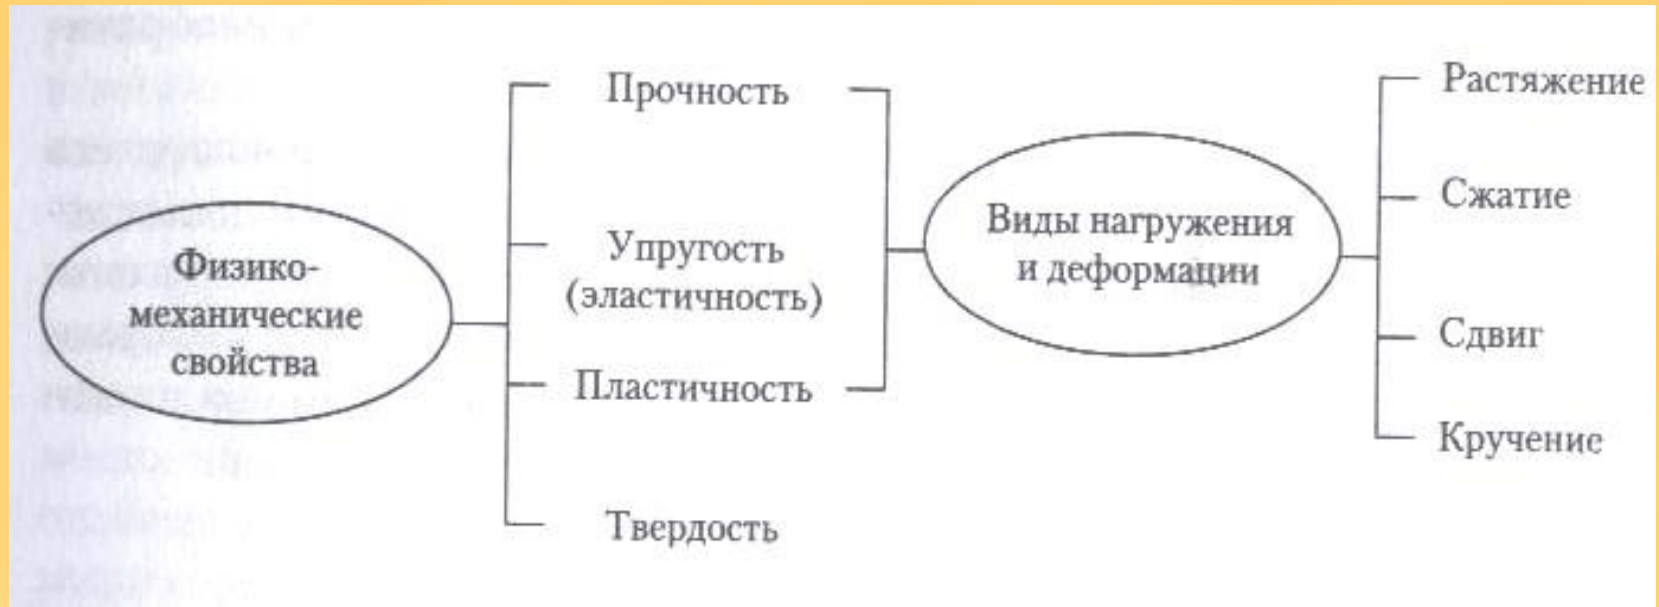 Физико-
механические
свойства
Прочность
Упругость
(эластичность)
Пластичность
Твердость
Виды нагружения
и деформации
Растяжение
Сжатие
Сдвиг
Кручение